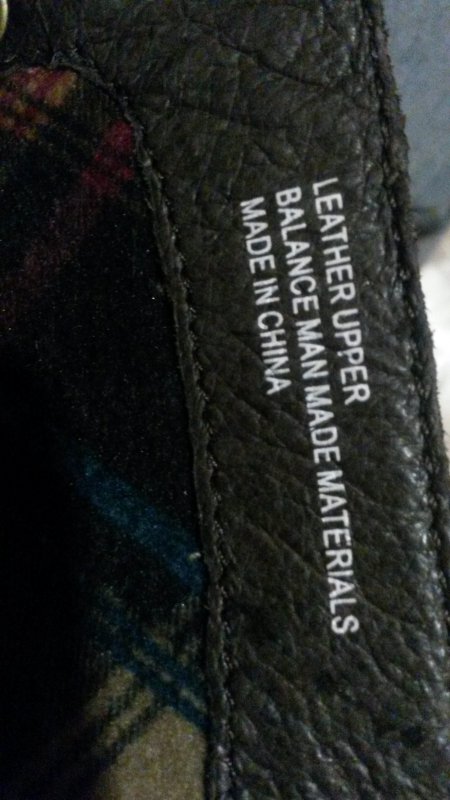 LEATHER UPPER
BALANCE MAN MADE MATERIALS
MADE IN CHINA